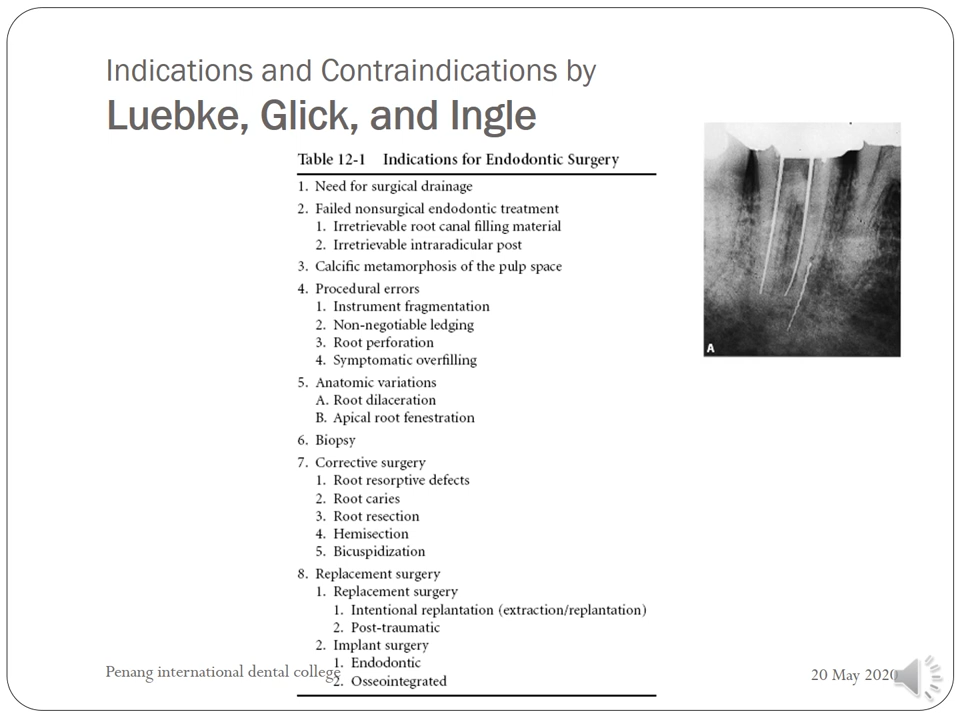 Indications and Contraindications by
Luebke, Glick, and Ingle
Table 12-1 Indications for Endodontic Surgery
1. Need for surgical drainage
2. Failed nonsurgical endodontic treatment
1. Irretrievable root canal filling material
2. Irretrievable intraradicular post
3. Calcific metamorphosis of the pulp space
4. Procedural errors
1. Instrument fragmentation
2. Non-negotiable ledging
3. Root perforation
4. Symptomatic overfilling
5. Anatomic variations
A. Root dilaceration
B. Apical root fenestration
6. Biopsy
7. Corrective surgery
1. Root resorptive defects
2. Root caries
3. Root resection
4. Hemisection
5. Bicuspidization
8. Replacement surgery
1. Replacement surgery
1. Intentional replantation (extraction/replantation)
2. Post-traumatic
2. Implant surgery
1. Endodontic
2. Osseointegrated
A
Penang international dental college
20 May 2020